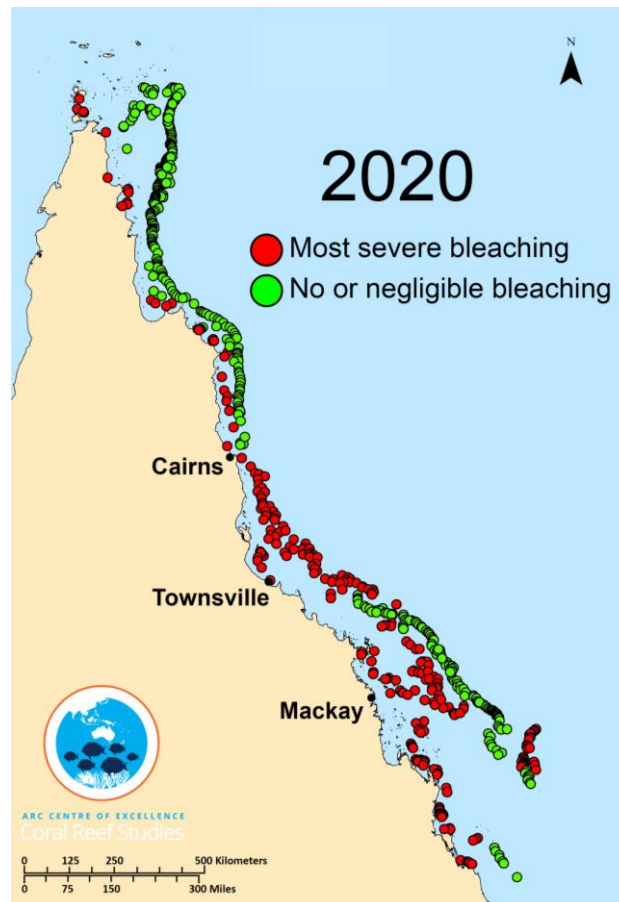 N
2020
Most severe bleaching
No or negligible bleaching
Cairns
Townsville
Mackay
ARC CENTRE OF EXCELLENCE
Coral Reef Studies
0 125 250 500 Kilometers
0 75 150 300 Miles